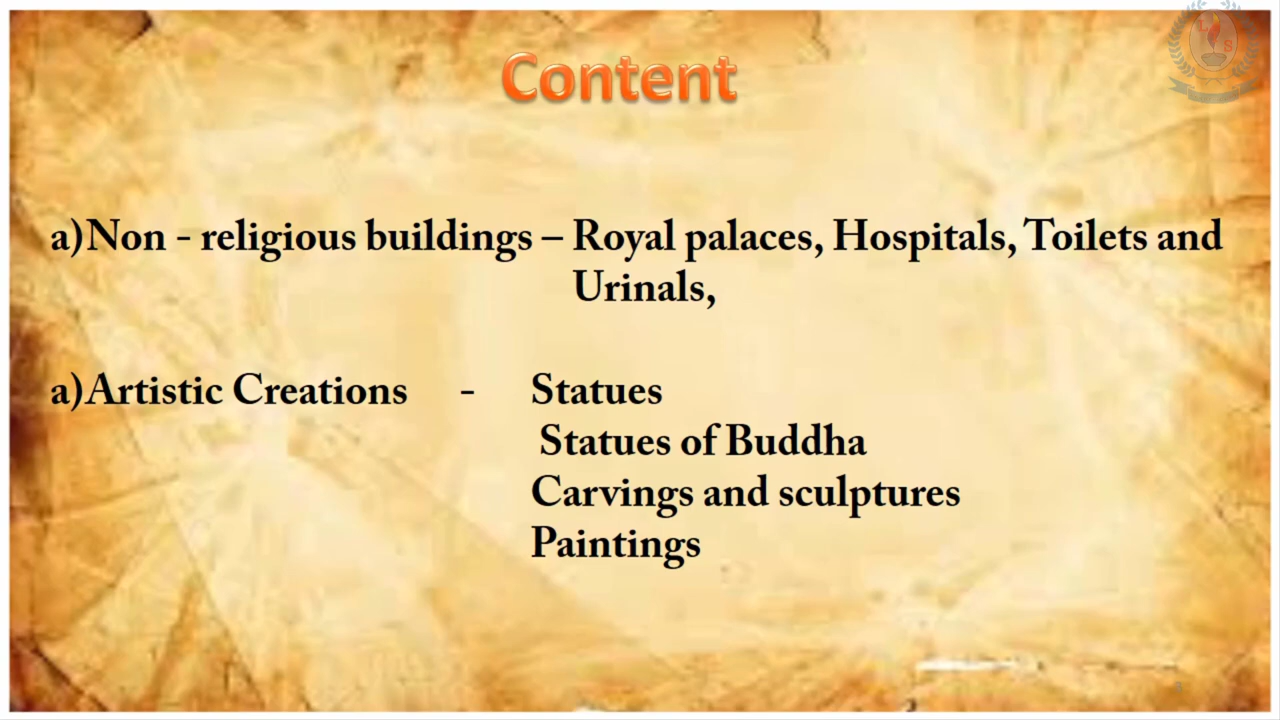 Content
L S
a)Non - religious buildings – Royal palaces, Hospitals, Toilets and
Urinals,
a)Artistic Creations - Statues
Statues of Buddha
Carvings and sculptures
Paintings